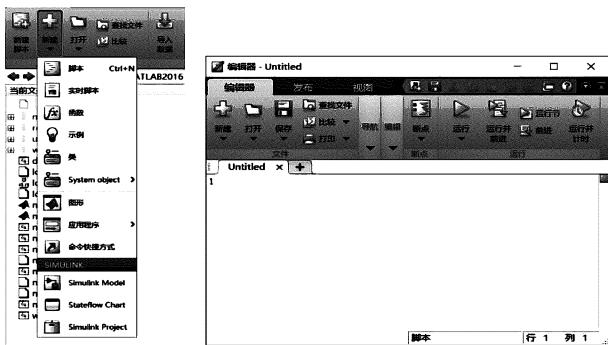 新建
脚本
新建
打开
查找文件
比较
导入
数据
TLAB2016
当前文
脚本 Ctrl+N
实时脚本
函数
示例
类
System object
图形
应用程序
命令快捷方式
SIMULINK
Simulink Model
Stateflow Chart
Simulink Project
编辑器 - Untitled
编辑器 发布 视图
新建 打开 保存
查找文件
比较
打印
导航 编辑 断点 运行 运行并
前进
运行节
前进
运行并
计时
文件 断点 运行
Untitled
1
脚本 行 1 列 1